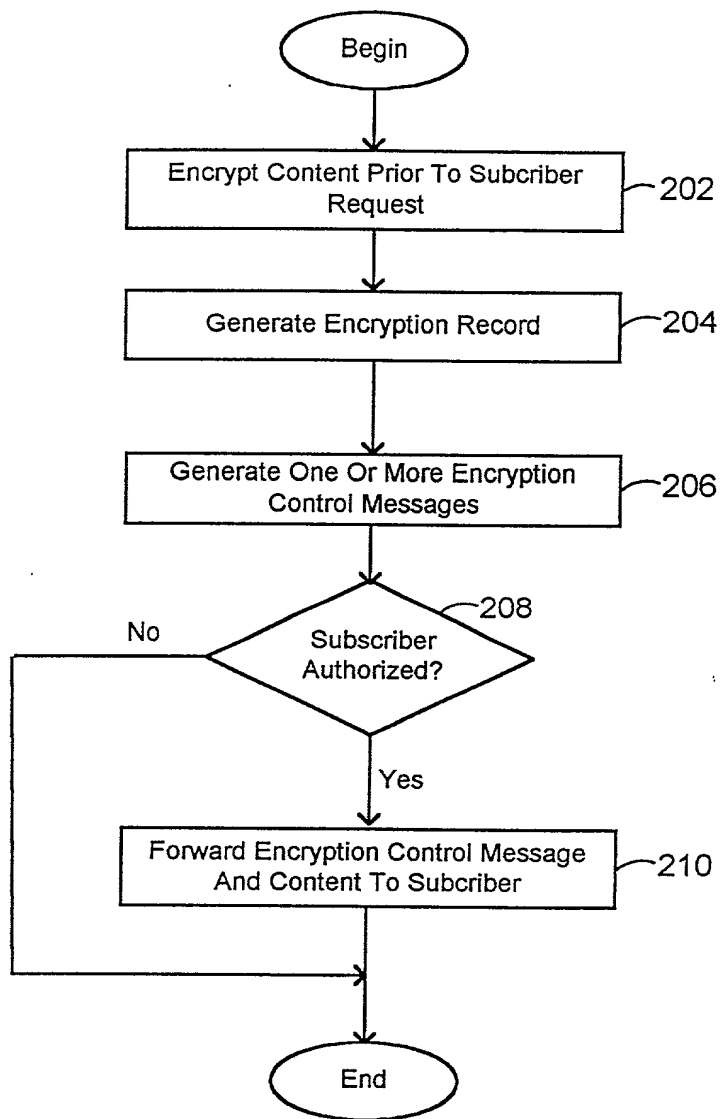 Begin
Encrypt Content Prior To Subcriber
Request
202
Generate Encryption Record
204
Generate One Or More Encryption
Control Messages
206
208
No
Subscriber
Authorized?
Yes
Forward Encryption Control Message
And Content To Subcriber
210
End